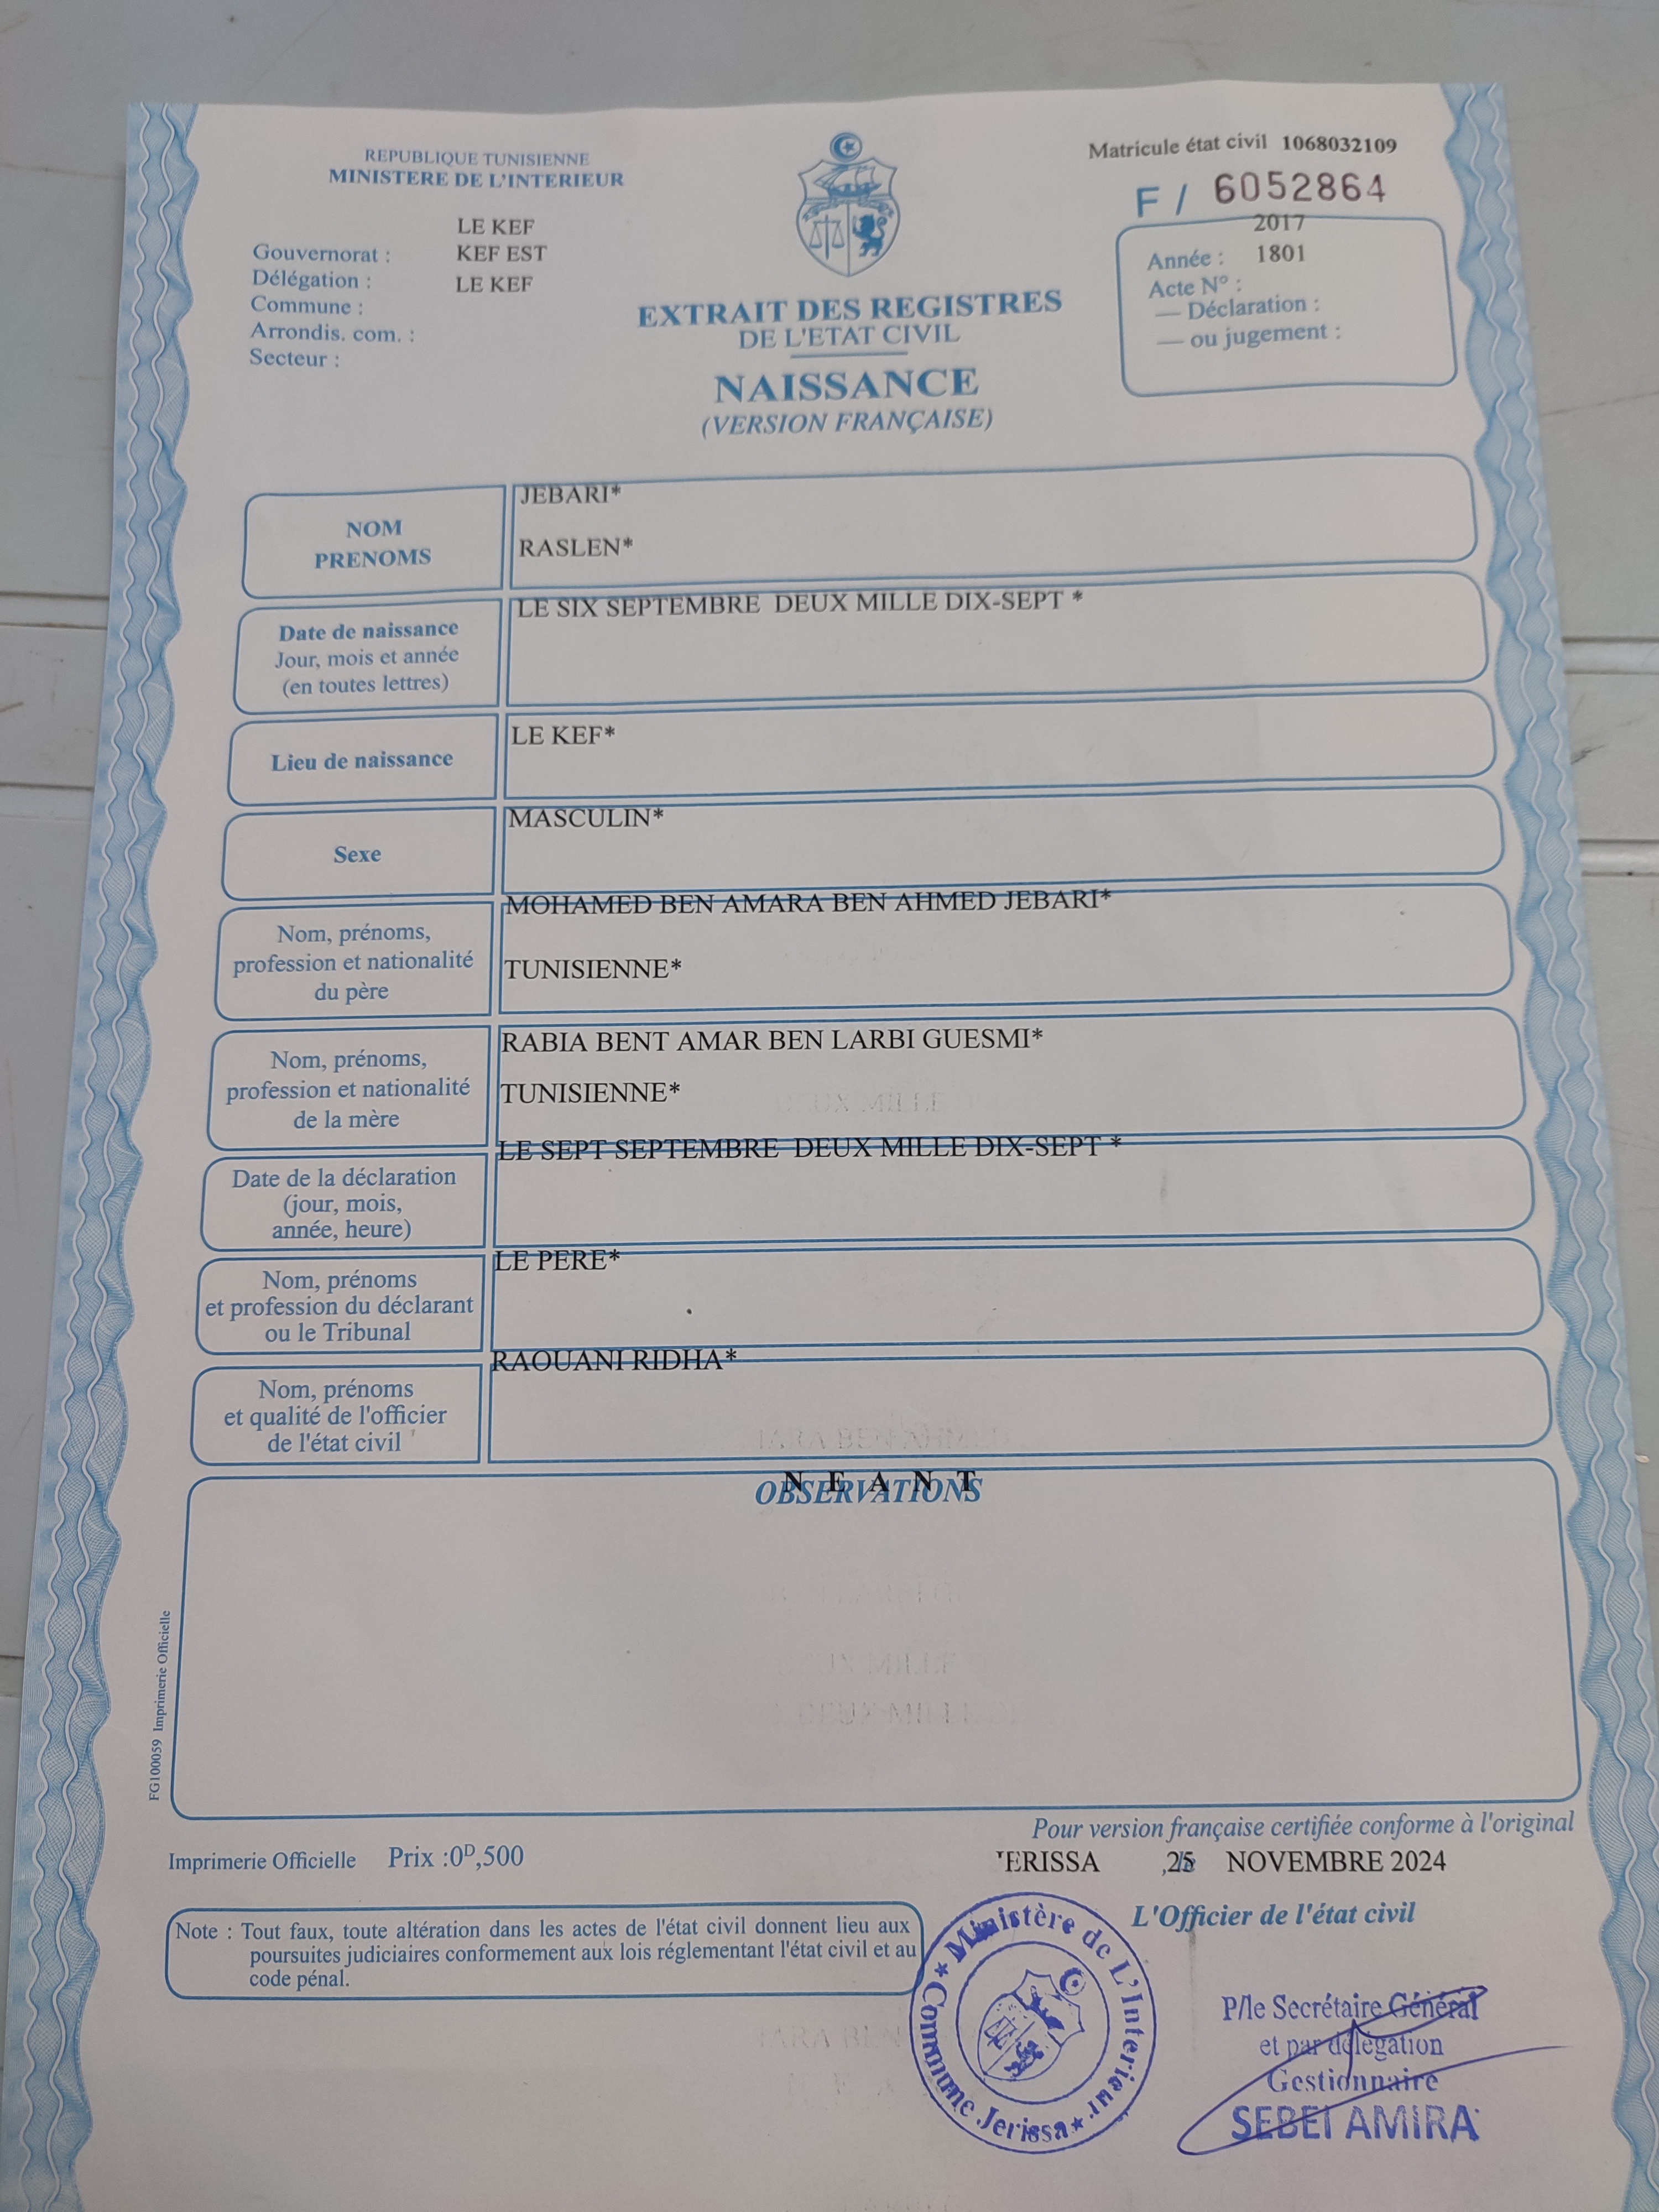 REPUBLIQUE TUNISIENNE
MINISTERE DE L'INTERIEUR
LE KEF
Gouvernorat : KEF EST
Délégation : LE KEF
Commune :
Arrondis. com. :
Secteur :
EXTRAIT DES REGISTRES
DE L'ETAT CIVIL
NAISSANCE
(VERSION FRANÇAISE)
Matricule état civil 1068032109
F / 6052864
2017
Année : 1801
Acte N° :
— Déclaration :
— ou jugement :
NOM
PRENOMS
JEBARI*
RASLEN*
Date de naissance
Jour, mois et année
(en toutes lettres)
LE SIX SEPTEMBRE DEUX MILLE DIX-SEPT *
Lieu de naissance
LE KEF*
Sexe
MASCULIN*
Nom, prénoms,
profession et nationalité
du père
MOHAMED BEN AMARA BEN AHMED JEBARI*
TUNISIENNE*
Nom, prénoms,
profession et nationalité
de la mère
RABIA BENT AMAR BEN LARBI GUESMI*
TUNISIENNE*
Date de la déclaration
(jour, mois,
année, heure)
LE SEPT SEPTEMBRE DEUX MILLE DIX-SEPT *
Nom, prénoms
et profession du déclarant
ou le Tribunal
LE PERE*
Nom, prénoms
et qualité de l'officier
de l'état civil
RAOUANI RIDHA*
N E A N T
OBSERVATIONS
FG100059 Imprimerie Officielle
Pour version française certifiée conforme à l'original
Imprimerie Officielle Prix :0D,500
'ERISSA ,25 NOVEMBRE 2024
L'Officier de l'état civil
Note : Tout faux, toute altération dans les actes de l'état civil donnent lieu aux
poursuites judiciaires conformement aux lois réglementant l'état civil et au
code pénal.
Ministère de L'Interieur
Commune Jerissa
P/le Secrétaire Général
et par délégation
Gestionnaire
SEBEI AMIRA